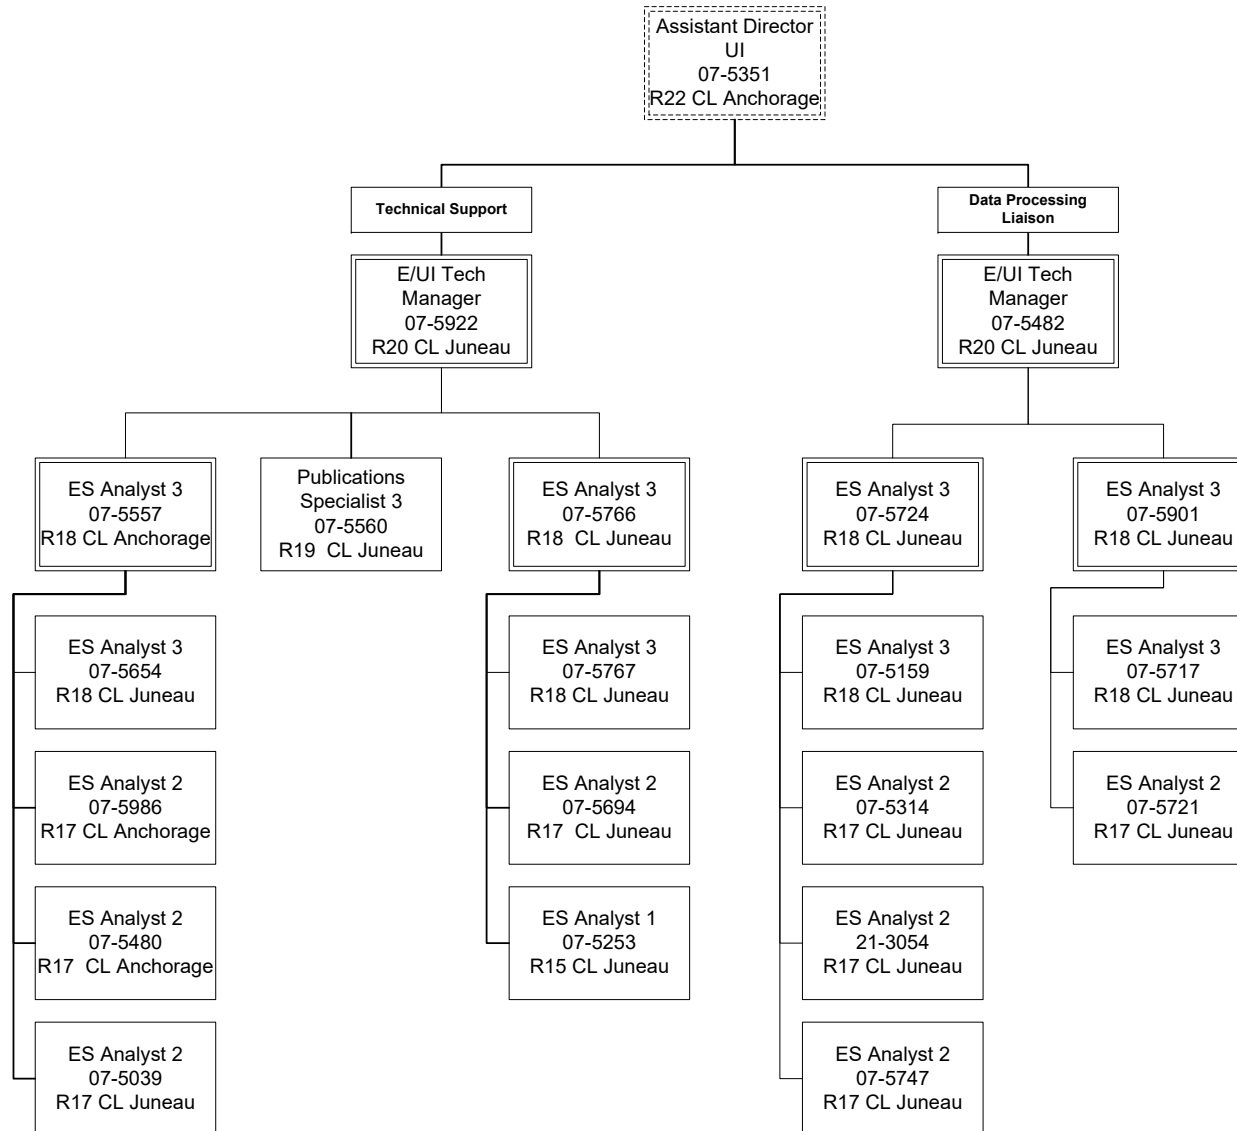 Assistant Director
UI
07-5351
R22 CL Anchorage
Technical Support
Data Processing
Liaison
E/UI Tech
Manager
07-5922
R20 CL Juneau
E/UI Tech
Manager
07-5482
R20 CL Juneau
ES Analyst 3
07-5557
R18 CL Anchorage
Publications
Specialist 3
07-5560
R19  CL Juneau
ES Analyst 3
07-5766
R18  CL Juneau
ES Analyst 3
07-5724
R18 CL Juneau
ES Analyst 3
07-5901
R18 CL Juneau
ES Analyst 3
07-5654
R18 CL Juneau
ES Analyst 3
07-5767
R18 CL Juneau
ES Analyst 3
07-5159
R18 CL Juneau
ES Analyst 3
07-5717
R18 CL Juneau
ES Analyst 2
07-5986
R17 CL Anchorage
ES Analyst 2
07-5694
R17  CL Juneau
ES Analyst 2
07-5314
R17 CL Juneau
ES Analyst 2
07-5721
R17 CL Juneau
ES Analyst 2
07-5480
R17  CL Anchorage
ES Analyst 1
07-5253
R15 CL Juneau
ES Analyst 2
21-3054
R17 CL Juneau
ES Analyst 2
07-5039
R17 CL Juneau
ES Analyst 2
07-5747
R17 CL Juneau